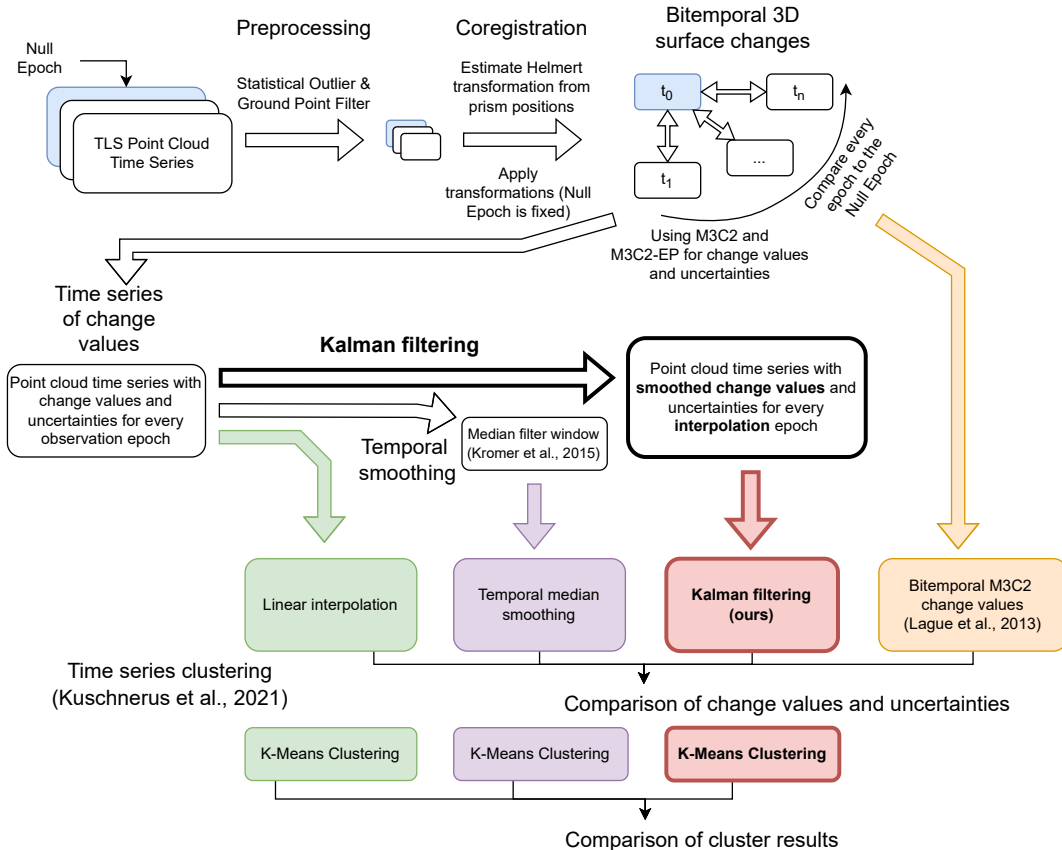 Null
Epoch
TLS Point Cloud
Time Series
Preprocessing
Statistical Outlier &
Ground Point Filter
Coregistration
Estimate Helmert
transformation from
prism positions
Apply
transformations (Null
Epoch is fixed)
Bitemporal 3D
surface changes
t0
tn
t1
...
Compare every
epoch to the
Null Epoch
Using M3C2 and
M3C2-EP for change values
and uncertainties
Time series
of change
values
Point cloud time series with
change values and
uncertainties for every
observation epoch
Kalman filtering
Temporal
smoothing
Median filter window
(Kromer et al., 2015)
Point cloud time series with
smoothed change values and
uncertainties for every
interpolation epoch
Linear interpolation
Temporal median
smoothing
Kalman filtering
(ours)
Bitemporal M3C2
change values
(Lague et al., 2013)
Time series clustering
(Kuschnerus et al., 2021)
Comparison of change values and uncertainties
K-Means Clustering
K-Means Clustering
K-Means Clustering
Comparison of cluster results